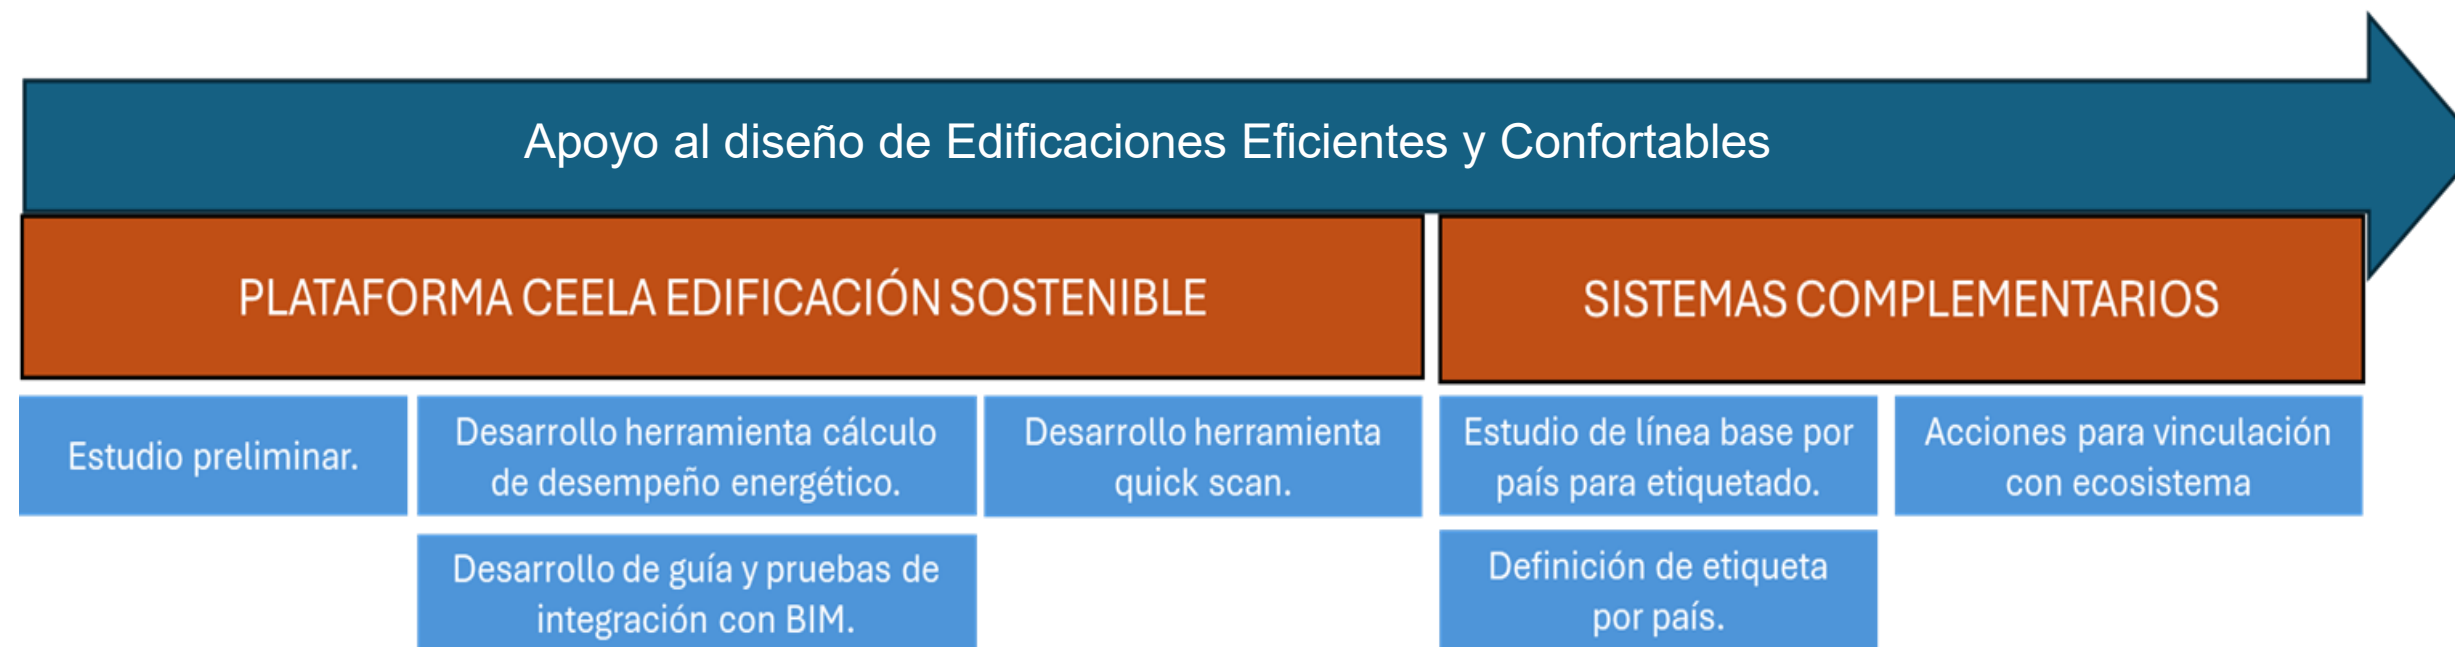 Apoyo al diseño de Edificaciones Eficientes y Confortables
PLATAFORMA CEELA EDIFICACIÓN SOSTENIBLE
SISTEMAS COMPLEMENTARIOS
Estudio preliminar.
Desarrollo herramienta cálculo
de desempeño energético.
Desarrollo herramienta
quick scan.
Estudio de línea base por
país para etiquetado.
Acciones para vinculación
con ecosistema
Desarrollo de guía y pruebas de
integración con BIM.
Definición de etiqueta
por país.